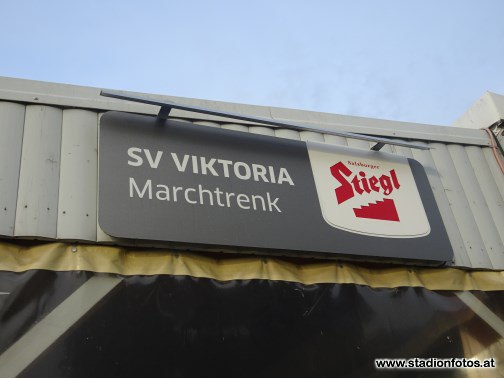 SV VIKTORIA
Marchtrenk
Salzburger
Stiegl
www.stadionfotos.at